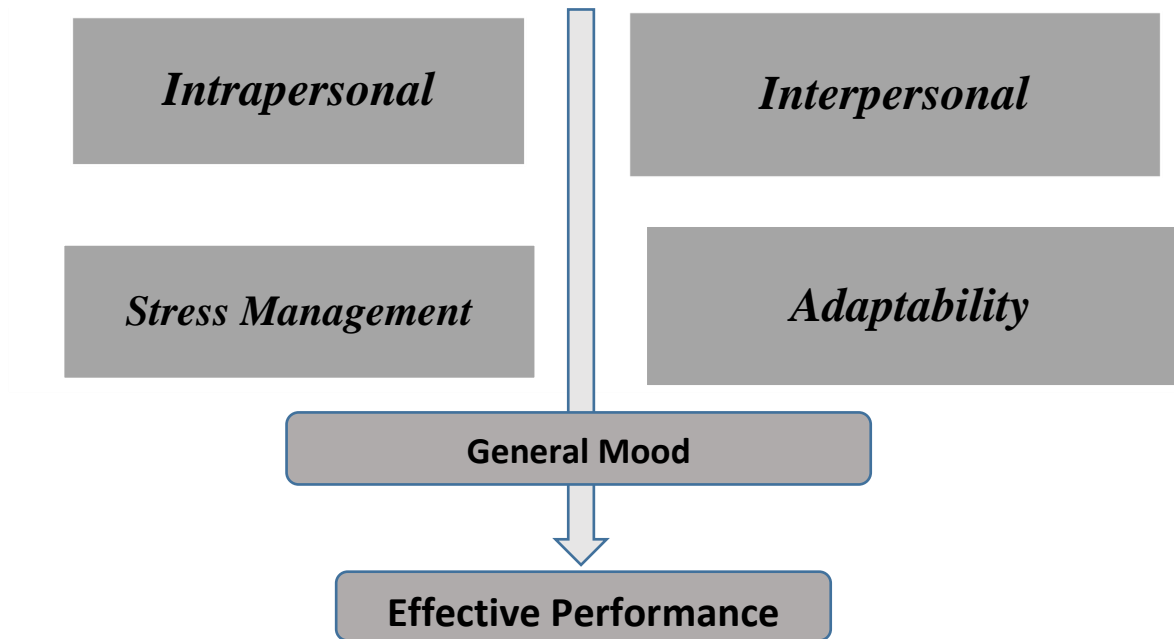 Intrapersonal
Interpersonal
Stress Management
Adaptability
General Mood
Effective Performance